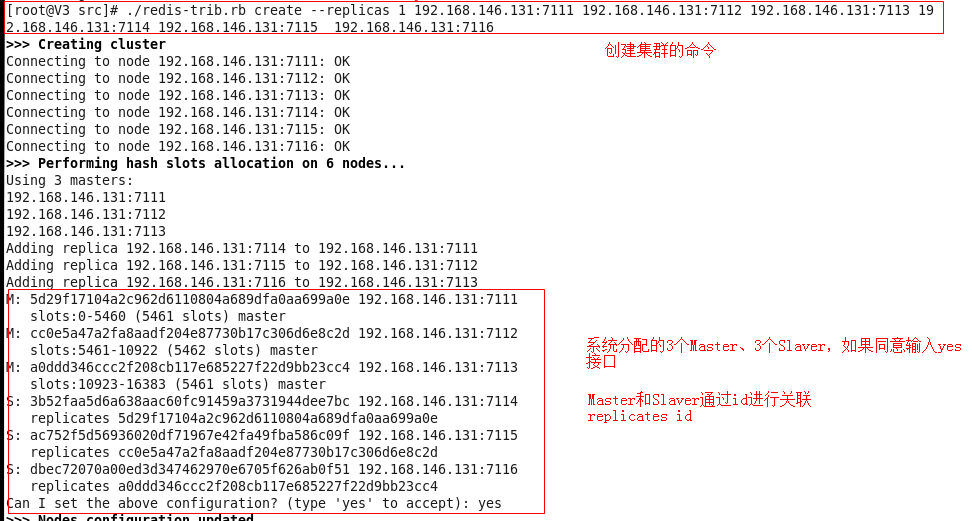 [root@V3 src]# ./redis-trib.rb create --replicas 1 192.168.146.131:7111 192.168.146.131:7112 192.168.146.131:7113 19
2.168.146.131:7114 192.168.146.131:7115  192.168.146.131:7116
>>> Creating cluster
创建集群的命令
Connecting to node 192.168.146.131:7111: OK
Connecting to node 192.168.146.131:7112: OK
Connecting to node 192.168.146.131:7113: OK
Connecting to node 192.168.146.131:7114: OK
Connecting to node 192.168.146.131:7115: OK
Connecting to node 192.168.146.131:7116: OK
>>> Performing hash slots allocation on 6 nodes...
Using 3 masters:
192.168.146.131:7111
192.168.146.131:7112
192.168.146.131:7113
Adding replica 192.168.146.131:7114 to 192.168.146.131:7111
Adding replica 192.168.146.131:7115 to 192.168.146.131:7112
Adding replica 192.168.146.131:7116 to 192.168.146.131:7113
M: 5d29f17104a2c962d6110804a689dfa0aa699a0e 192.168.146.131:7111
slots:0-5460 (5461 slots) master
M: cc0e5a47a2fa8aadf204e87730b17c306d6e8c2d 192.168.146.131:7112
slots:5461-10922 (5462 slots) master
M: a0ddd346ccc2f208cb117e685227f22d9bb23cc4 192.168.146.131:7113
slots:10923-16383 (5461 slots) master
S: 3b52faa5d6a638aac60fc91459a3731944dee7bc 192.168.146.131:7114
replicates 5d29f17104a2c962d6110804a689dfa0aa699a0e
S: ac752f5d56936020df71967e42fa49fba586c09f 192.168.146.131:7115
replicates cc0e5a47a2fa8aadf204e87730b17c306d6e8c2d
S: dbec72070a00ed3d347462970e6705f626ab0f51 192.168.146.131:7116
replicates a0ddd346ccc2f208cb117e685227f22d9bb23cc4
Can I set the above configuration? (type 'yes' to accept): yes
>>> Nodes configuration updated
系统分配的3个Master、3个Slaver，如果同意输入yes
接口
Master和Slaver通过id进行关联
replicates id